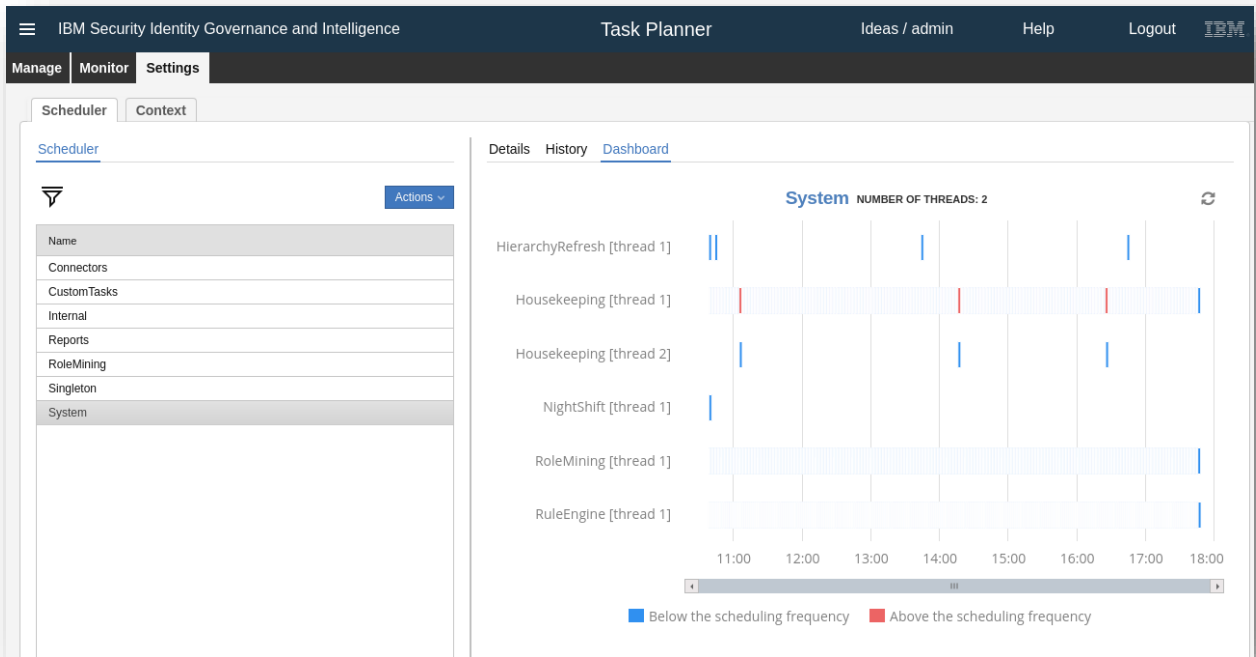 IBM Security Identity Governance and Intelligence
Task Planner
Ideas / admin
Help
Logout
IBM
Manage
Monitor
Settings
Scheduler
Context
Scheduler
Actions
Name
Connectors
CustomTasks
Internal
Reports
RoleMining
Singleton
System
Details
History
Dashboard
System NUMBER OF THREADS: 2
HierarchyRefresh [thread 1]
Housekeeping [thread 1]
Housekeeping [thread 2]
NightShift [thread 1]
RoleMining [thread 1]
RuleEngine [thread 1]
11:00 12:00 13:00 14:00 15:00 16:00 17:00 18:00
Below the scheduling frequency
Above the scheduling frequency